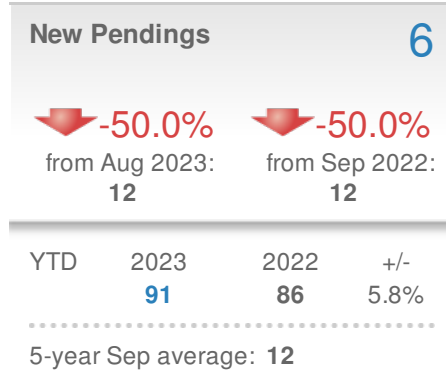 New Pendings 6
-50.0% -50.0%
from Aug 2023: from Sep 2022:
12 12
YTD 2023 2022 +/-
91 86 5.8%
5-year Sep average: 12